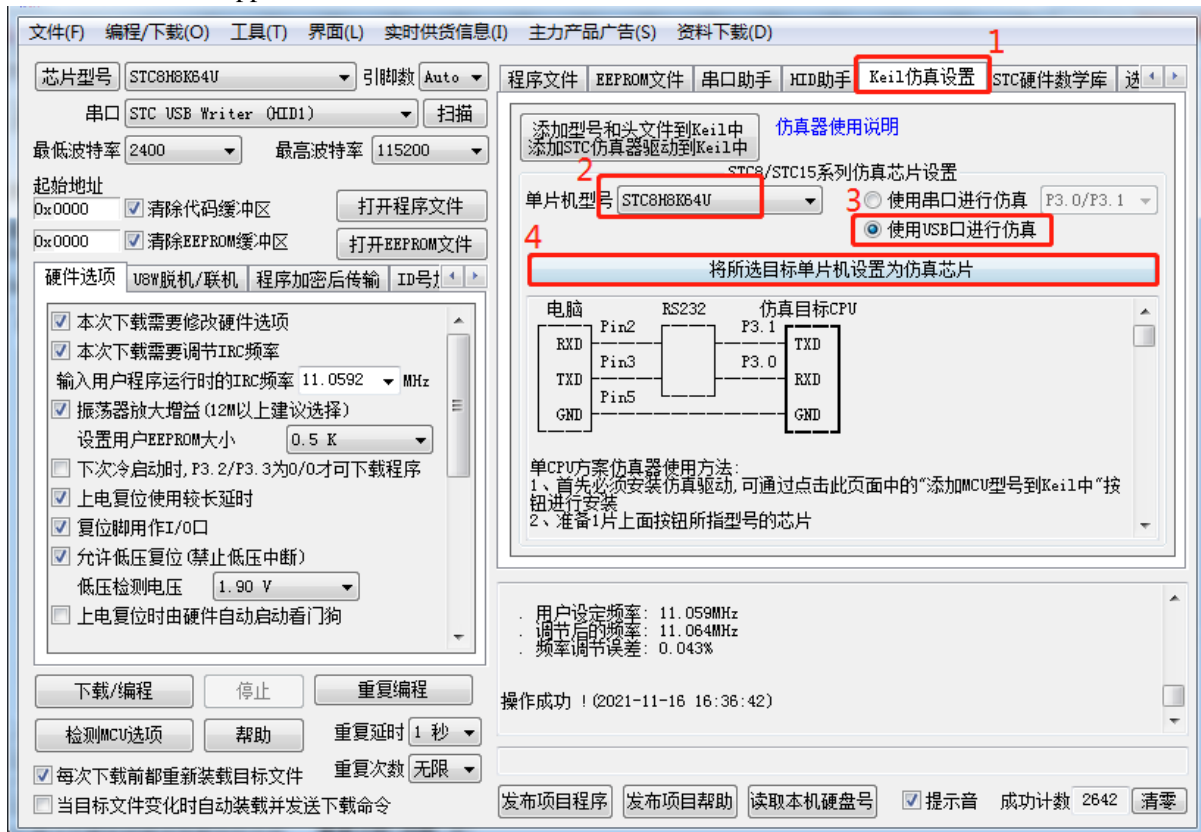 文件(F) 编程/下载(O) 工具(T) 界面(L) 实时供货信息(I) 主力产品广告(S) 资料下载(D)
1
芯片型号 STC8H8K64U 引脚数 Auto
串口 STC USB Writer (HID1) 扫描
最低波特率 2400 最高波特率 115200
起始地址
0x0000 清除代码缓冲区 打开程序文件
0x0000 清除EEPROM缓冲区 打开EEPROM文件
硬件选项 U8W脱机/联机 程序加密后传输
本次下载需要修改硬件选项
本次下载需要调节IRC频率
输入用户程序运行时的IRC频率 11.0592 MHz
振荡器放大增益(12M以上建议选择)
设置用户EEPROM大小 0.5 K
下次冷启动时,P3.2/P3.3为0/0才可下载程序
上电复位使用较长延时
复位脚用作I/O口
允许低压复位(禁止低压中断)
低压检测电压 1.90 V
上电复位时由硬件自动启动看门狗
下载/编程 停止 重复编程
检测MCU选项 帮助 重复延时 1 秒
每次下载前都重新装载目标文件 重复次数 无限
当目标文件变化时自动装载并发送下载命令
程序文件 EEPROM文件 串口助手 HID助手 Keil仿真设置 STC硬件数学库 选
添加型号和头文件到Keil中
添加STC仿真器驱动到Keil中
仿真器使用说明
STC8/STC15系列仿真芯片设置
2
单片机型号 STC8H8K64U 3 使用串口进行仿真 P3.0/P3.1
使用USB口进行仿真
4
将所选目标单片机设置为仿真芯片
电脑 RS232 仿真目标CPU
Pin2 P3.1
RXD TXD
Pin3 P3.0
TXD RXD
Pin5
GND GND
单CPU方案仿真器使用方法:
1、首先必须安装仿真驱动,可通过点击此页面中的“添加MCU型号到Keil中”按
钮进行安装
2、准备1片上面按钮所指型号的芯片
. 用户设定频率: 11.059MHz
. 调节后的频率: 11.064MHz
. 频率调节误差: 0.043%
操作成功 !(2021-11-16 16:36:42)
发布项目程序 发布项目帮助 读取本机硬盘号 提示音 成功计数 2642 清零